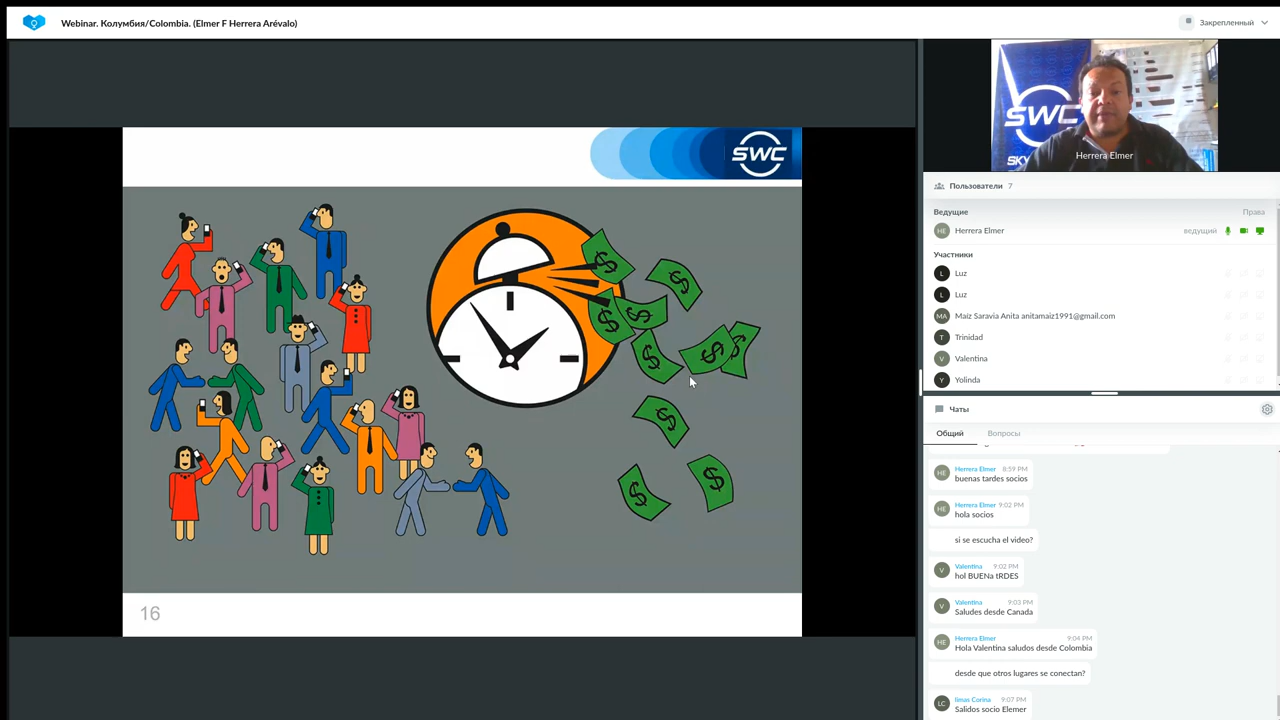 Webinar. Колумбия/Colombia. (Elmer F Herrera Arévalo)
Закрепленный
SWC
16
SWC
SKY
Herrera Elmer
Пользователи 7
Ведущие
Права
HE Herrera Elmer
ведущий
Участники
L Luz
L Luz
MA Maíz Saravia Anita anitamaiz1991@gmail.com
T Trinidad
V Valentina
Y Yolinda
Чаты
Общий
Вопросы
HE Herrera Elmer 8:59 PM
buenas tardes socios
HE Herrera Elmer 9:02 PM
hola socios
si se escucha el video?
V Valentina 9:02 PM
hol BUENa tRDES
V Valentina 9:03 PM
Saludes desde Canada
HE Herrera Elmer 9:04 PM
Hola Valentina saludos desde Colombia
desde que otros lugares se conectan?
LC limas Corina 9:07 PM
Salidos socio Elemer